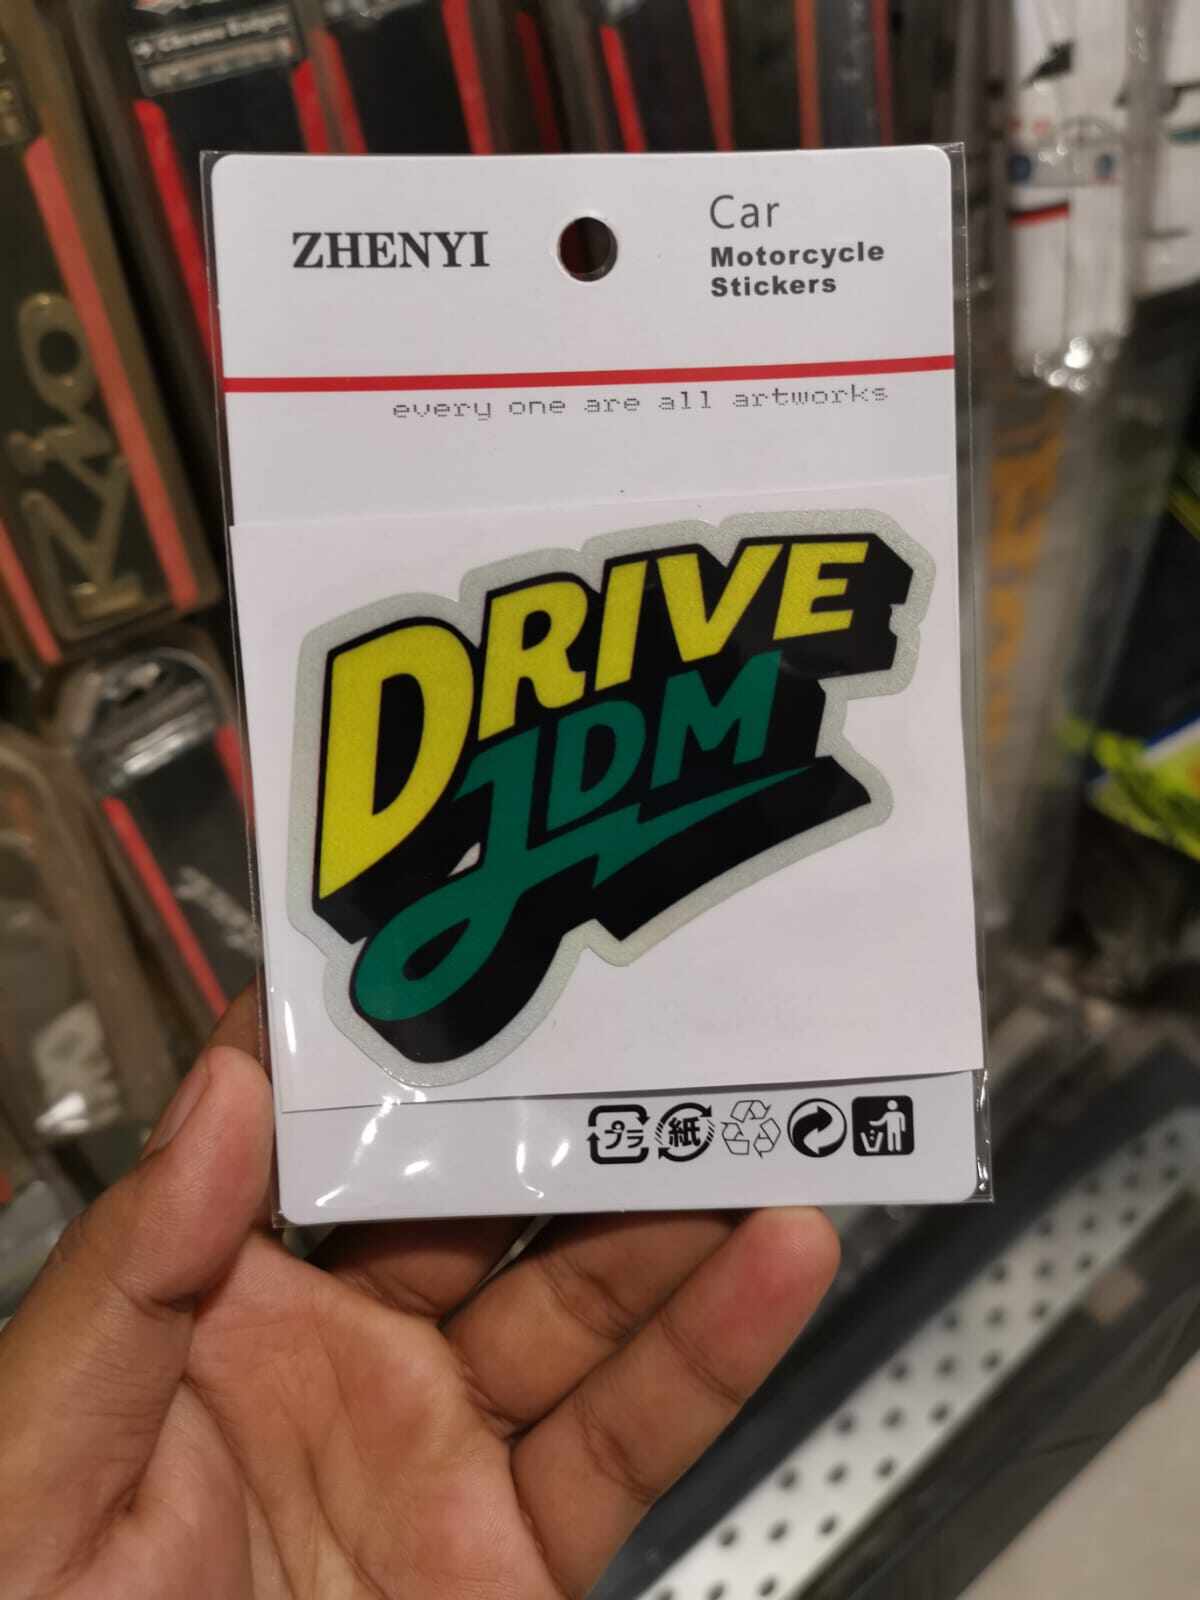 ZHENYI
Car
Motorcycle
Stickers
every one are all artworks
DRIVE
JDM
プラ
紙